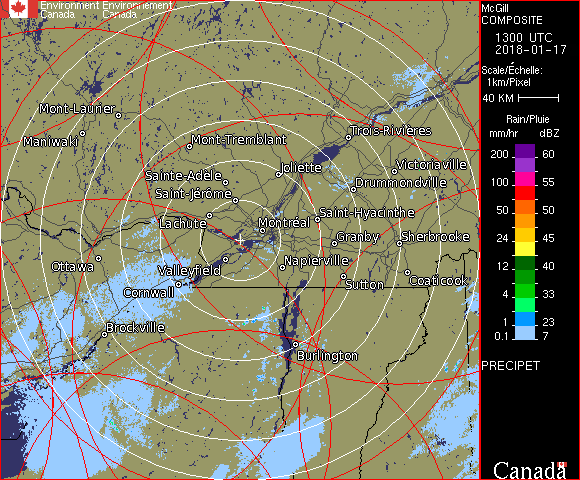 Environment Environnement
Canada Canada
McGill
COMPOSITE
1300 UTC
2018-01-17
Scale/Échelle:
1km/Pixel
40 KM
Rain/Pluie
mm/hr dBZ
200 60
100 55
50 50
24 45
12 40
4 33
1 23
0.1 7
PRECIPET
Canada
Mont-Laurier
Maniwaki
Mont-Tremblant
Trois-Rivières
Joliette
Victoriaville
Sainte-Adèle
Drummondville
Saint-Jérôme
Saint-Hyacinthe
Lachute
Montréal
Granby
Sherbrooke
Ottawa
Valleyfield
Napierville
Cornwall
Sutton
Coaticook
Brockville
Burlington